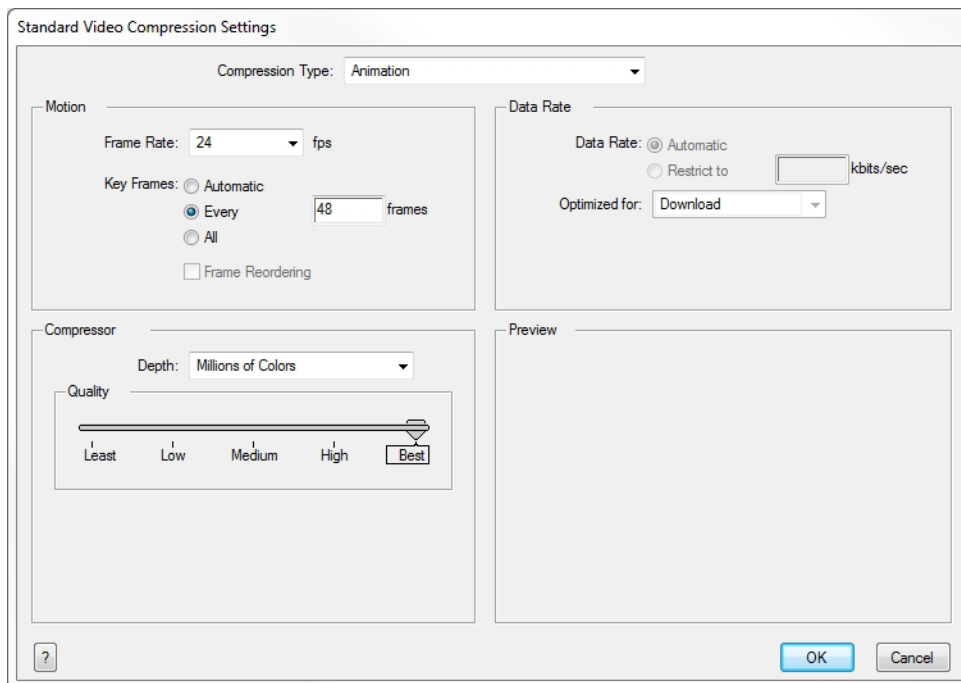 Standard Video Compression Settings
Compression Type: Animation
Motion
Frame Rate: 24 fps
Key Frames: Automatic
Every 48 frames
All
Frame Reordering
Data Rate
Data Rate: Automatic
Restrict to kbits/sec
Optimized for: Download
Compressor
Depth: Millions of Colors
Quality
Least Low Medium High Best
Preview
? OK Cancel